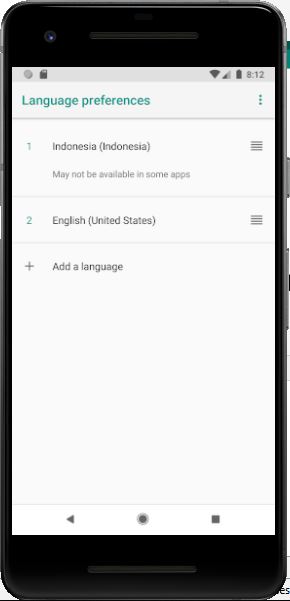 8:12
Language preferences
1 Indonesia (Indonesia)
May not be available in some apps
2 English (United States)
+ Add a language